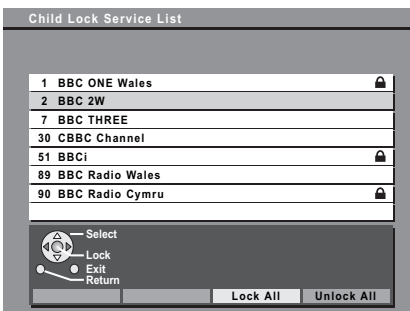 Child Lock Service List
1 BBC ONE Wales
2 BBC 2W
7 BBC THREE
30 CBBC Channel
51 BBCi
89 BBC Radio Wales
90 BBC Radio Cymru
Select
Lock
Exit
Return
Lock All Unlock All